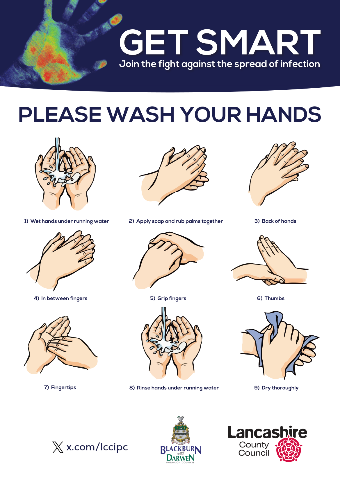 GET SMART
Join the fight against the spread of infection
PLEASE WASH YOUR HANDS
1) Wet hands under running water
2) Apply soap and rub palms together
3) Back of hands
4) In between fingers
5) Grip fingers
6) Thumbs
7) Fingertips
8) Rinse hands under running water
9) Dry thoroughly
x.com/lccipc
BLACKBURN
WITH
DARWEN
Lancashire
County
Council